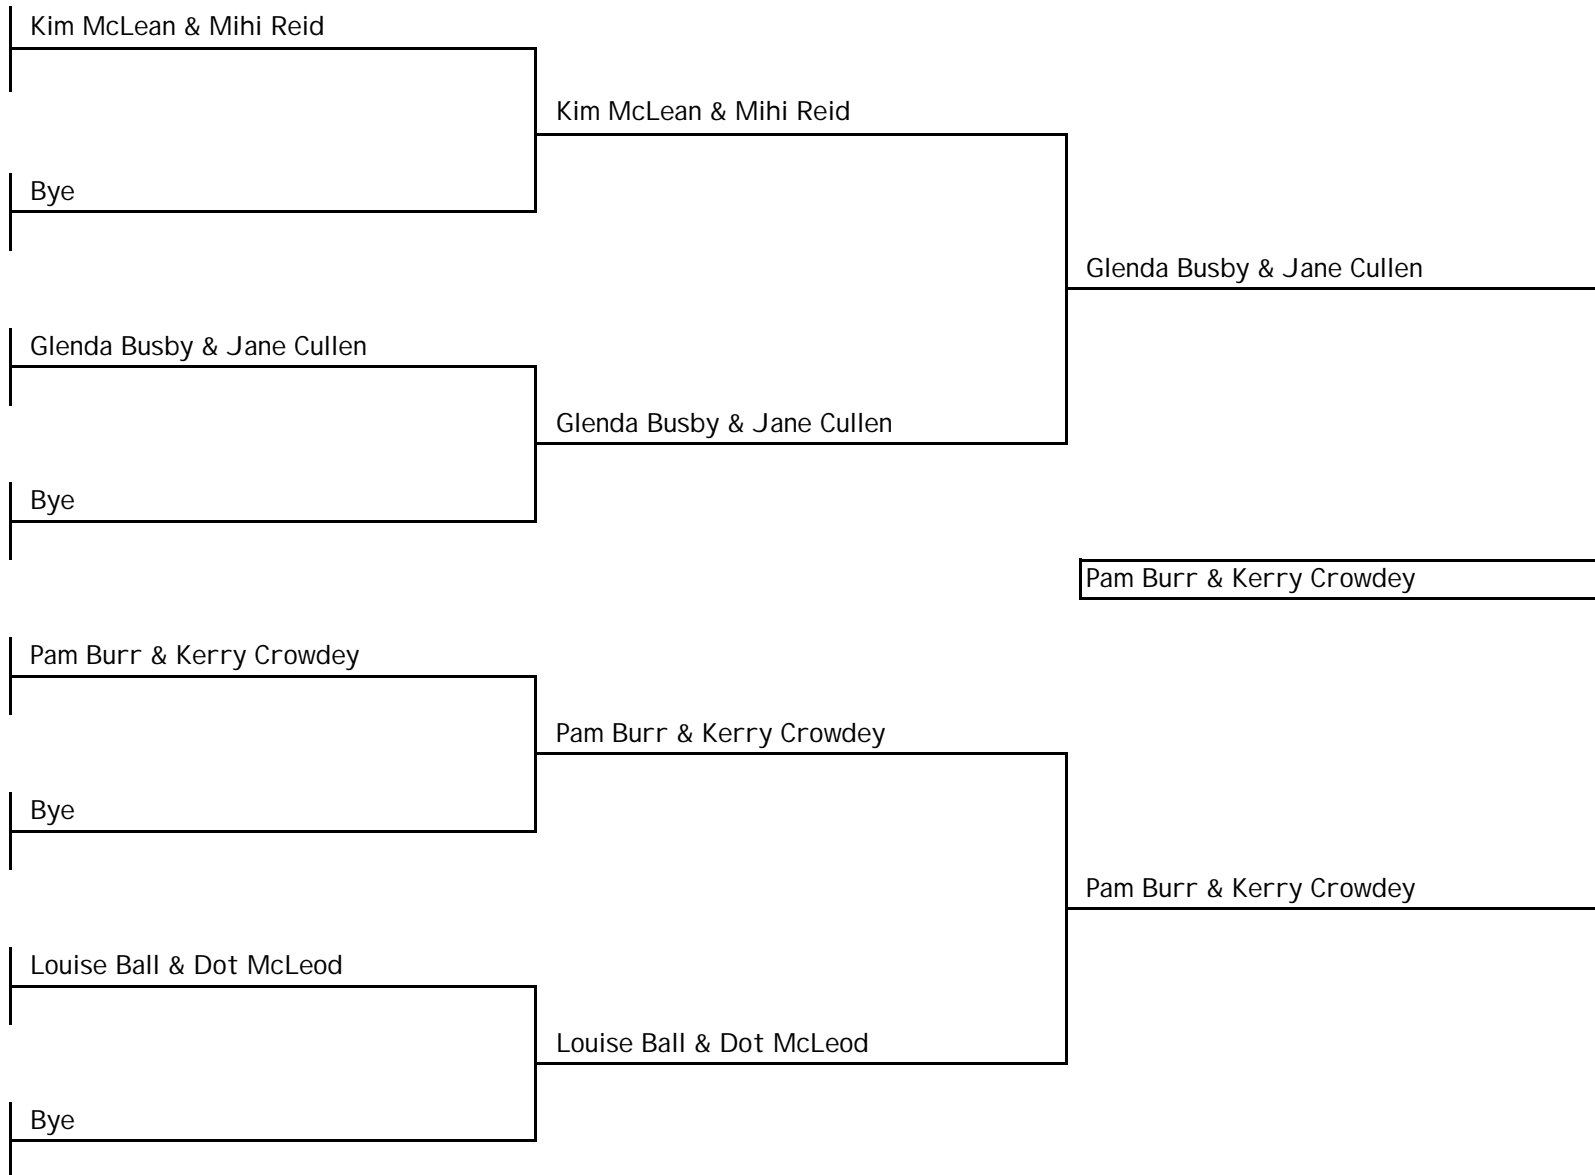 Kim McLean & Mihi Reid
Kim McLean & Mihi Reid
Bye
Glenda Busby & Jane Cullen
Glenda Busby & Jane Cullen
Glenda Busby & Jane Cullen
Bye
Pam Burr & Kerry Crowdey
Pam Burr & Kerry Crowdey
Pam Burr & Kerry Crowdey
Bye
Pam Burr & Kerry Crowdey
Louise Ball & Dot McLeod
Louise Ball & Dot McLeod
Bye